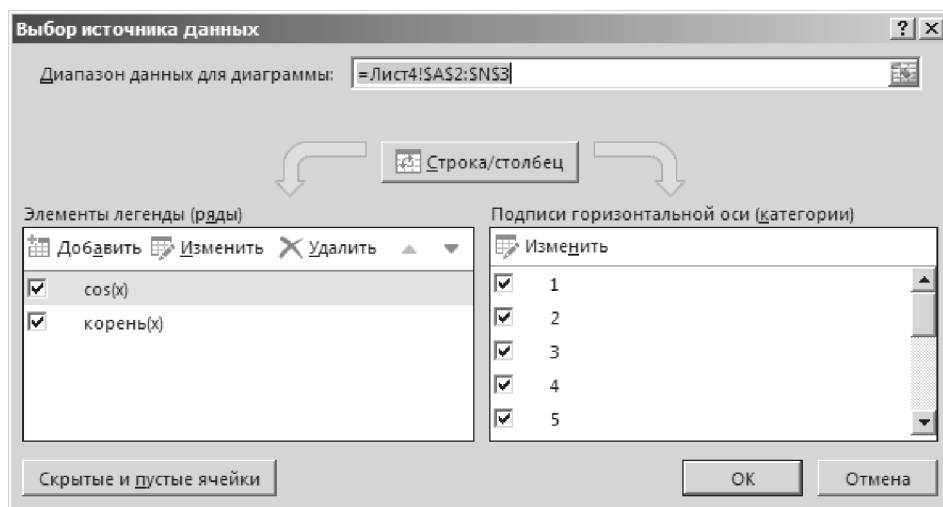 Выбор источника данных
Диапазон данных для диаграммы: =Лист4!$A$2:$N$3
Строка/столбец
Элементы легенды (ряды)
Добавить Изменить Удалить
cos(x)
корень(x)
Подписи горизонтальной оси (категории)
Изменить
1
2
3
4
5
Скрытые и пустые ячейки
ОК
Отмена